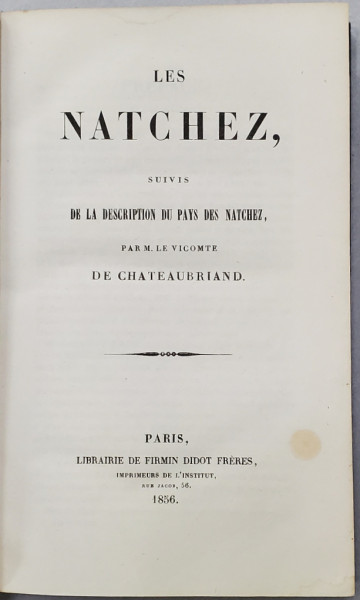 LES
NATCHEZ,
SUIVIS
DE LA DESCRIPTION DU PAYS DES NATCHEZ,
PAR M. LE VICOMTE
DE CHATEAUBRIAND.
PARIS,
LIBRAIRIE DE FIRMIN DIDOT FRÈRES,
IMPRIMEURS DE L'INSTITUT,
RUE JACOB, 56.
1856.